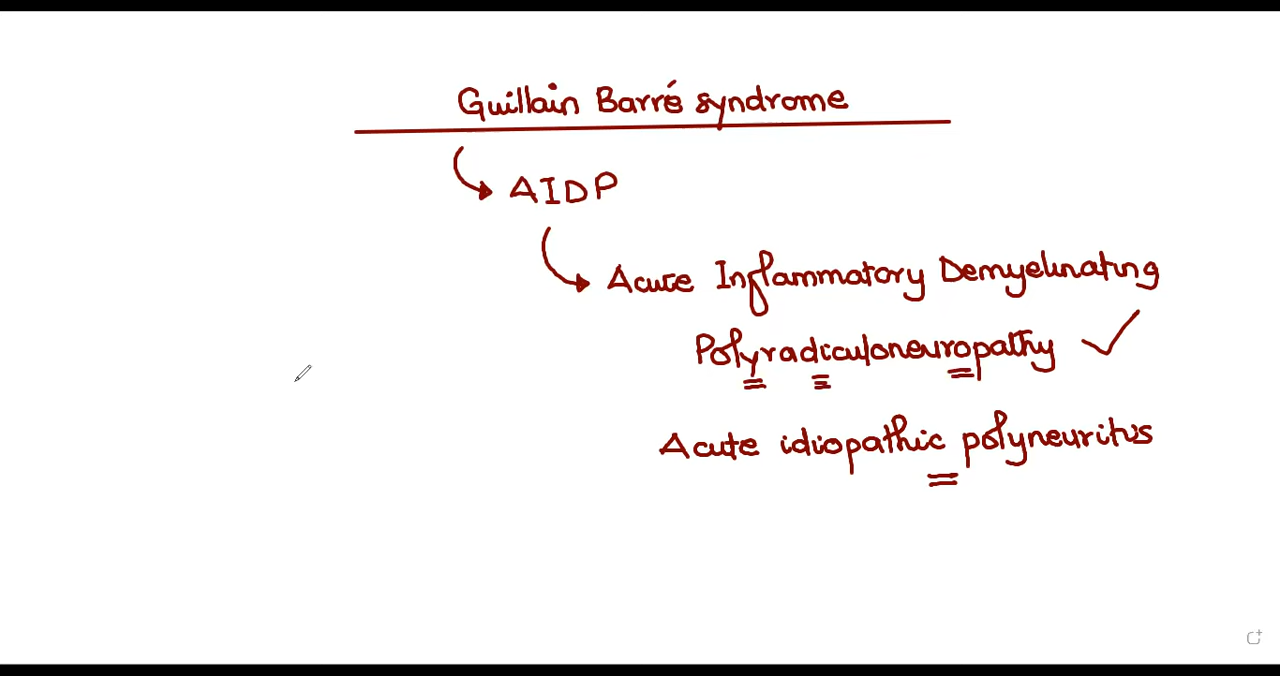 Guillain Barré syndrome
AIDP
Acute Inflammatory Demyelinating
Polyradiculoneuropathy
Acute idiopathic polyneuritis